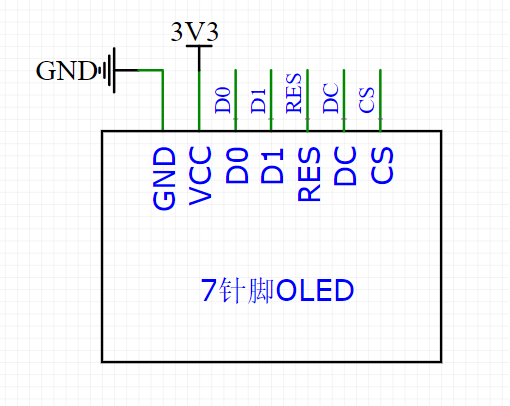 3V3
GND
D0
D1
RES
DC
CS
GND
VCC
D0
D1
RES
DC
CS
7针脚OLED